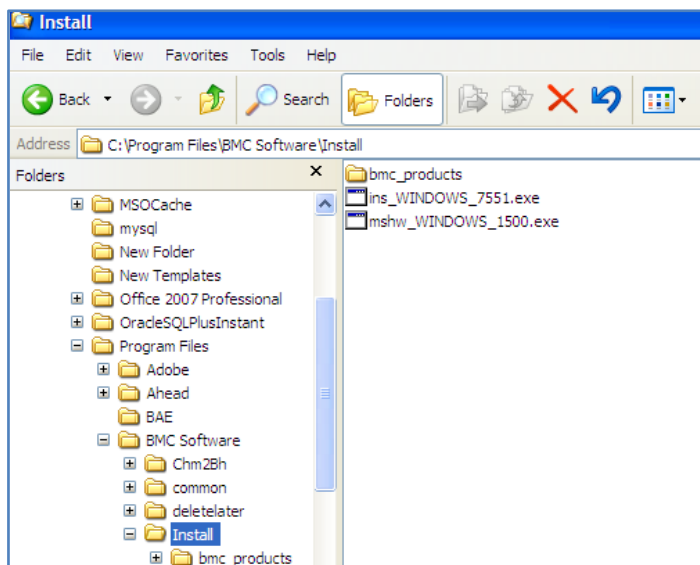 Install
File Edit View Favorites Tools Help
Back Search Folders
Address C:\Program Files\BMC Software\Install
Folders
MSOCache
mysql
New Folder
New Templates
Office 2007 Professional
OracleSQLPlusInstant
Program Files
Adobe
Ahead
BAE
BMC Software
Chm2Bh
common
deletelater
Install
bmc_products
bmc_products
ins_WINDOWS_7551.exe
mshw_WINDOWS_1500.exe